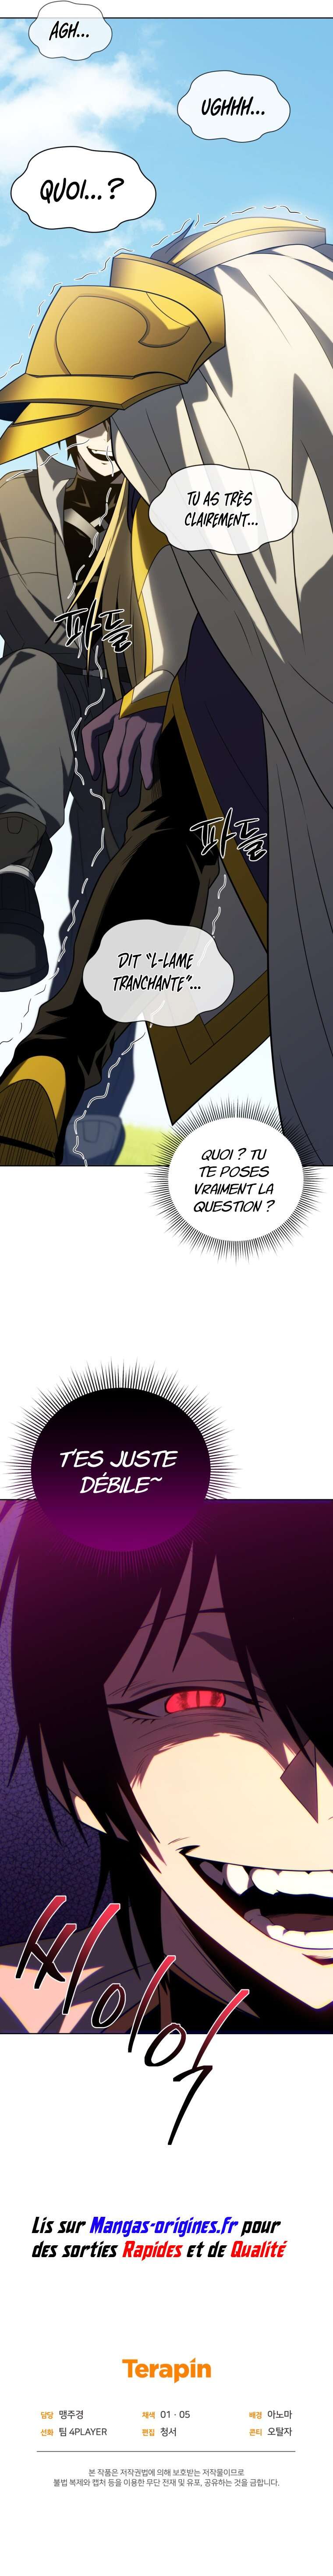 AGH...
UGHHH...
QUOI...?
TU AS TRÈS
CLAIREMENT...
파들
파들
DIT "L-LAME
TRANCHANTE"...
QUOI ? TU
TE POSES
VRAIMENT LA
QUESTION ?
T'ES JUSTE
DÉBILE~
Lis sur Mangas-origines.fr pour
des sorties Rapides et de Qualité
Terapin
담당 맹주경 채색 01 · 05 배경 아노마
선화 팀 4PLAYER 편집 청서 콘티 오탈자
본 작품은 저작권법에 의해 보호받는 저작물이므로
불법 복제와 캡처 등을 이용한 무단 전재 및 유포, 공유하는 것을 금합니다.